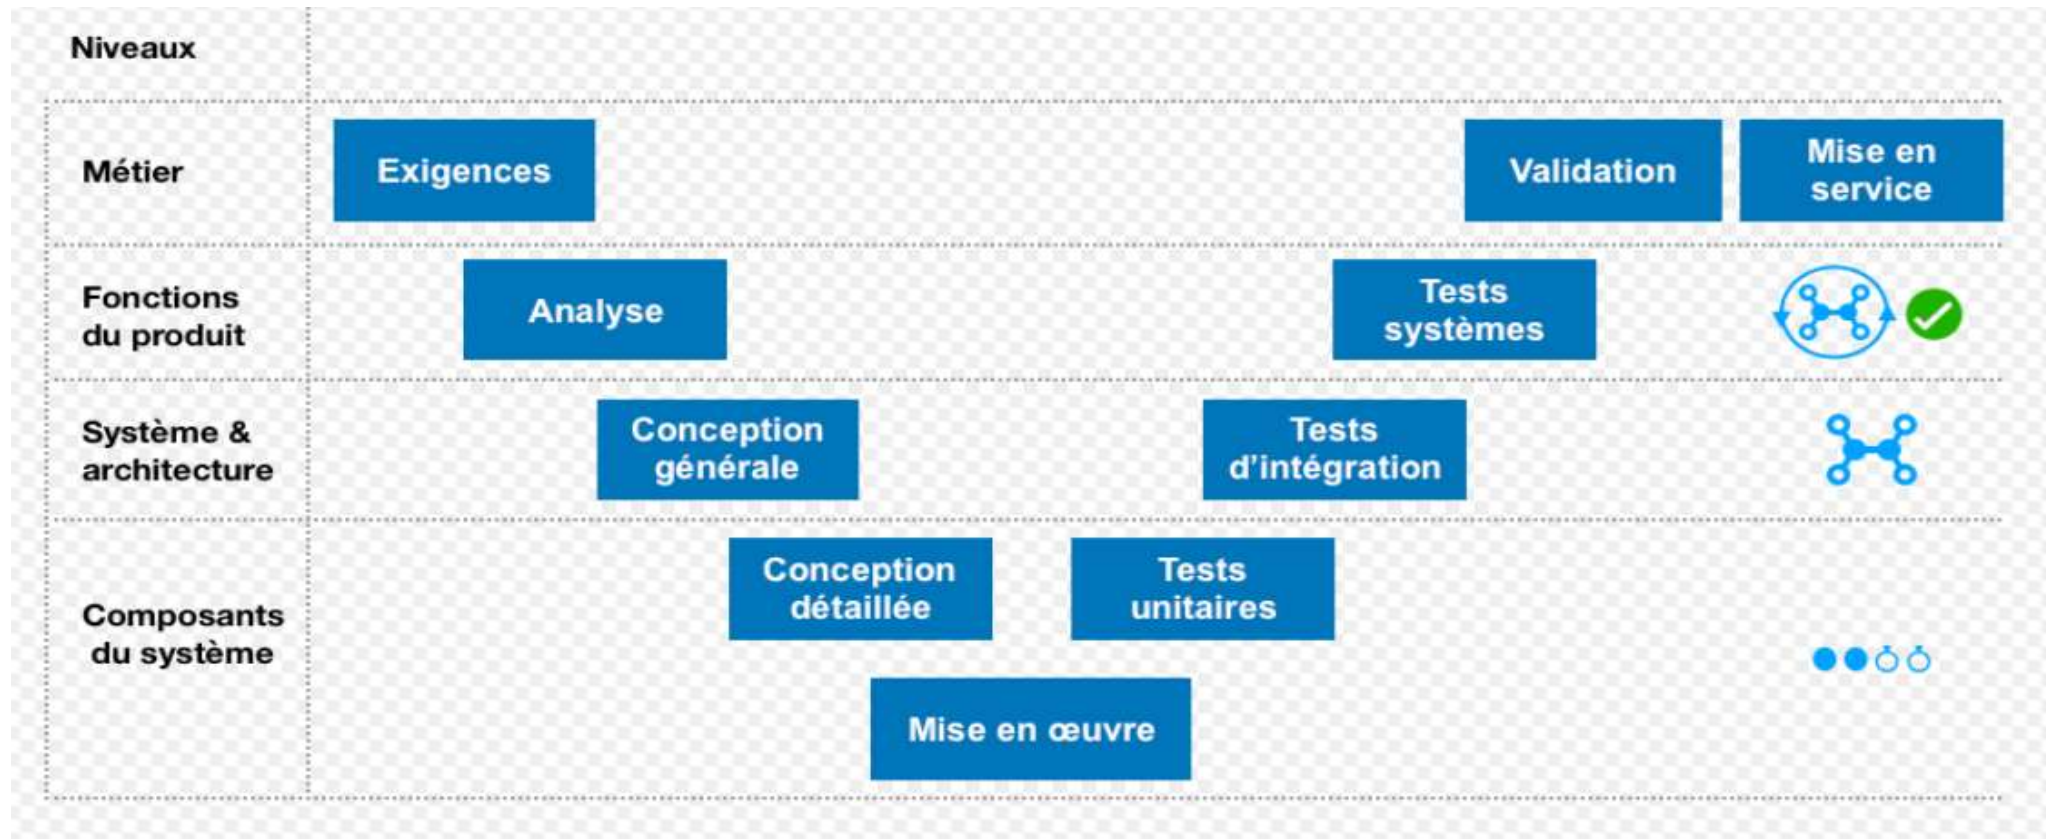 Niveaux
Métier
Exigences
Validation
Mise en
service
Fonctions
du produit
Analyse
Tests
systèmes
Système &
architecture
Conception
générale
Tests
d’intégration
Composants
du système
Conception
détaillée
Tests
unitaires
Mise en œuvre